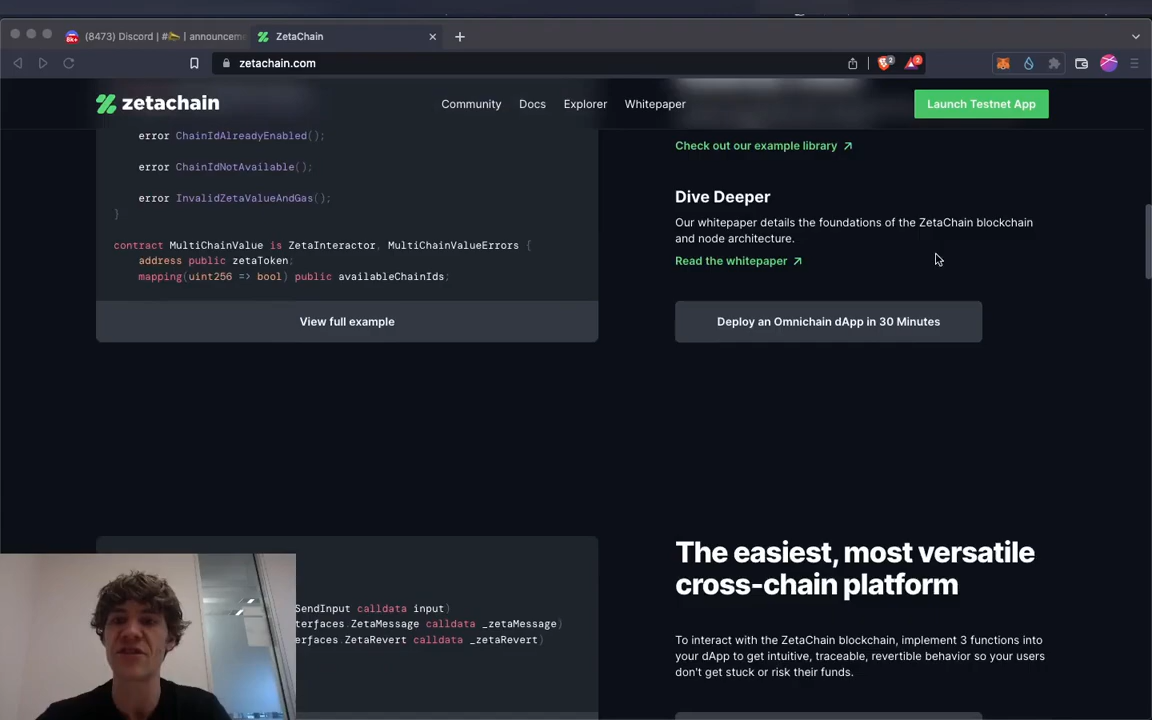 (8473) Discord | # | announceme
ZetaChain
zetachain.com
2
2
zetachain
Community
Docs
Explorer
Whitepaper
Launch Testnet App
error ChainIdAlreadyEnabled();
error ChainIdNotAvailable();
error InvalidZetaValueAndGas();
}
contract MultiChainValue is ZetaInteractor, MultiChainValueErrors {
address public zetaToken;
mapping(uint256 => bool) public availableChainIds;
View full example
Check out our example library ↗
Dive Deeper
Our whitepaper details the foundations of the ZetaChain blockchain
and node architecture.
Read the whitepaper ↗
Deploy an Omnichain dApp in 30 Minutes
SendInput calldata input)
terfaces.ZetaMessage calldata _zetaMessage)
erfaces.ZetaRevert calldata _zetaRevert)
The easiest, most versatile
cross-chain platform
To interact with the ZetaChain blockchain, implement 3 functions into
your dApp to get intuitive, traceable, revertible behavior so your users
don't get stuck or risk their funds.